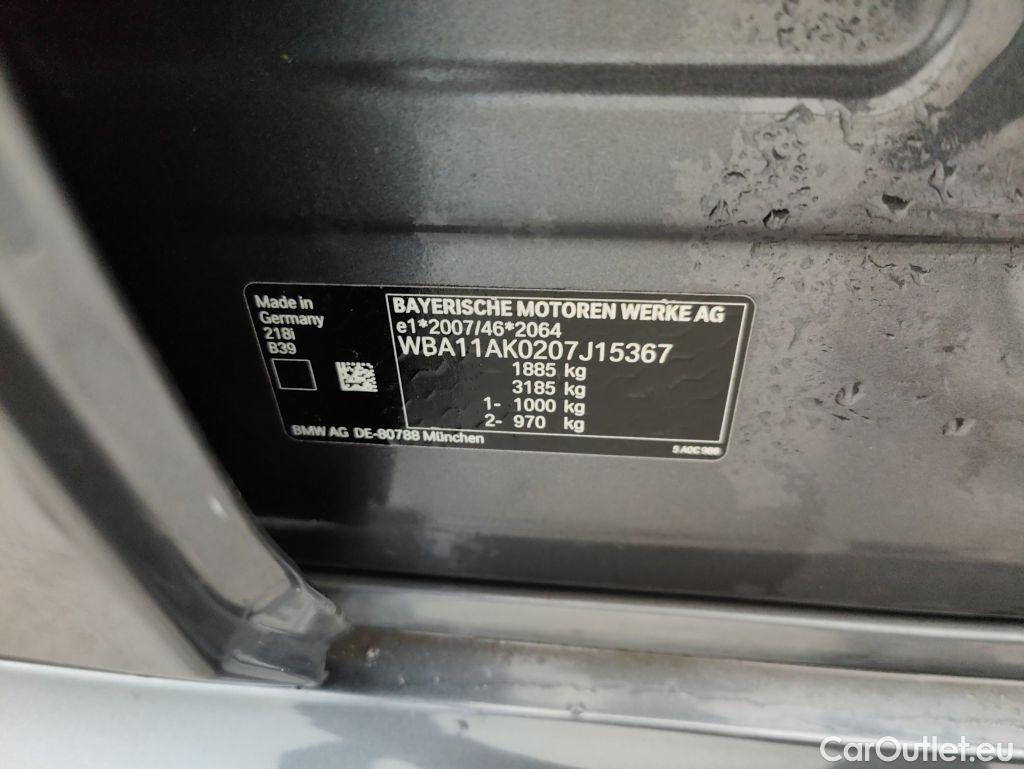 Made in
Germany
218i
B39
BAYERISCHE MOTOREN WERKE AG
e1*2007/46*2064
WBA11AK0207J15367
1885 kg
3185 kg
1- 1000 kg
2- 970 kg
BMW AG DE-80788 München
CarOutlet.eu